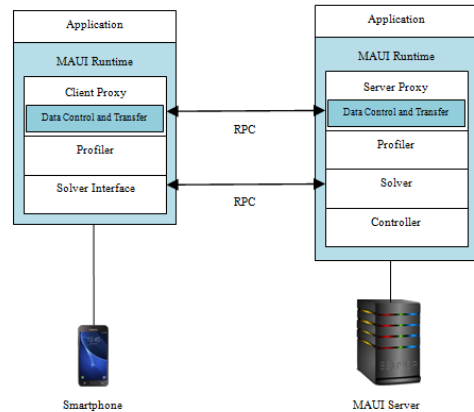 Application
MAUI Runtime
Client Proxy
Data Control and Transfer
Profiler
Solver Interface
RPC
RPC
Application
MAUI Runtime
Server Proxy
Data Control and Transfer
Profiler
Solver
Controller
Smartphone
MAUI Server